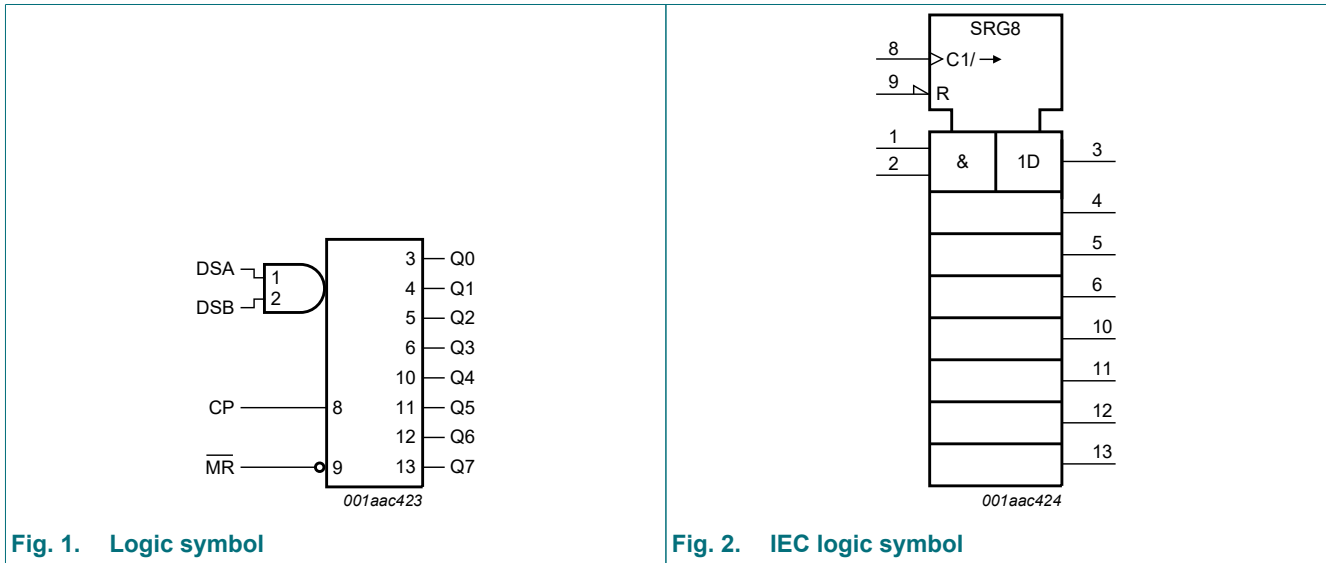 DSA
DSB
1
2
CP
8
MR
9
3 Q0
4 Q1
5 Q2
6 Q3
10 Q4
11 Q5
12 Q6
13 Q7
001aac423
Fig. 1. Logic symbol
SRG8
8 C1/→
9 R
1
2
& 1D 3
4
5
6
10
11
12
13
001aac424
Fig. 2. IEC logic symbol